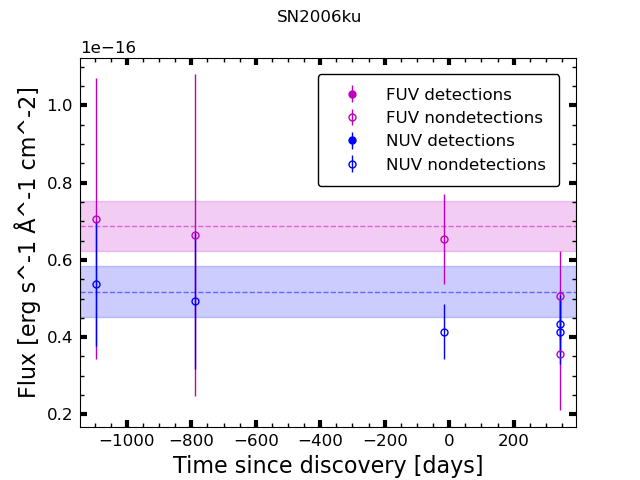 SN2006ku
1e−16
FUV detections
FUV nondetections
NUV detections
NUV nondetections
1.0
0.8
0.6
0.4
0.2
Flux [erg s^-1 Å^-1 cm^-2]
−1000 −800 −600 −400 −200 0 200
Time since discovery [days]